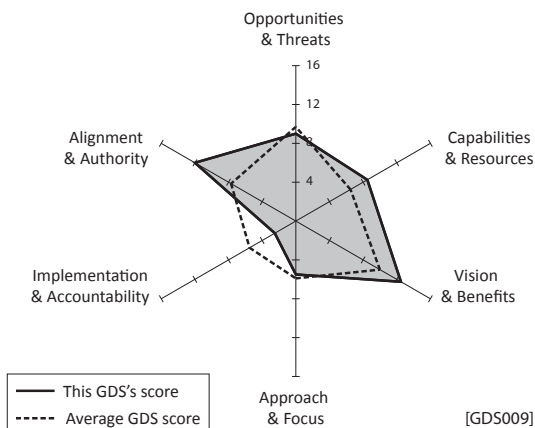 Opportunities
& Threats
16
12
8
4
Alignment
& Authority
Capabilities
& Resources
Implementation
& Accountability
Vision
& Benefits
Approach
& Focus
This GDS's score
Average GDS score
[GDS009]